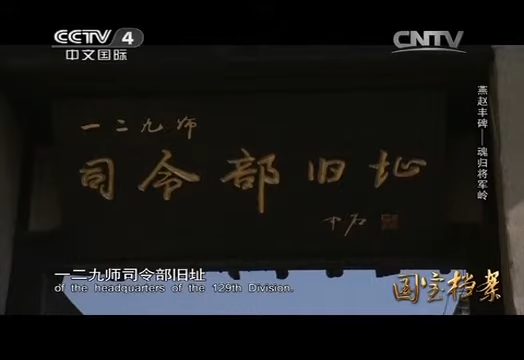 CCTV 4
中文国际
CNTV
燕赵丰碑——魂归将军岭
一二九师
司令部旧址
一二九师司令部旧址
of the headquarters of the 129th Division.
国宝档案